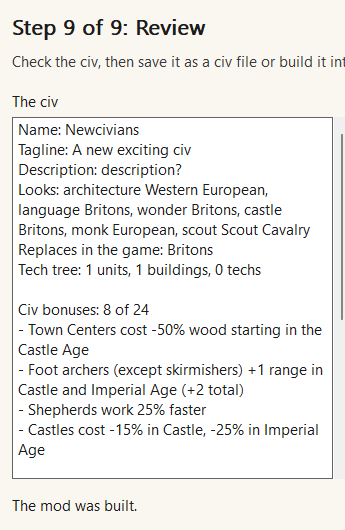 Step 9 of 9: Review
Check the civ, then save it as a civ file or build it int
The civ
Name: Newcivians
Tagline: A new exciting civ
Description: description?
Looks: architecture Western European,
language Britons, wonder Britons, castle
Britons, monk European, scout Scout Cavalry
Replaces in the game: Britons
Tech tree: 1 units, 1 buildings, 0 techs
Civ bonuses: 8 of 24
- Town Centers cost -50% wood starting in the
Castle Age
- Foot archers (except skirmishers) +1 range in
Castle and Imperial Age (+2 total)
- Shepherds work 25% faster
- Castles cost -15% in Castle, -25% in Imperial
Age
The mod was built.